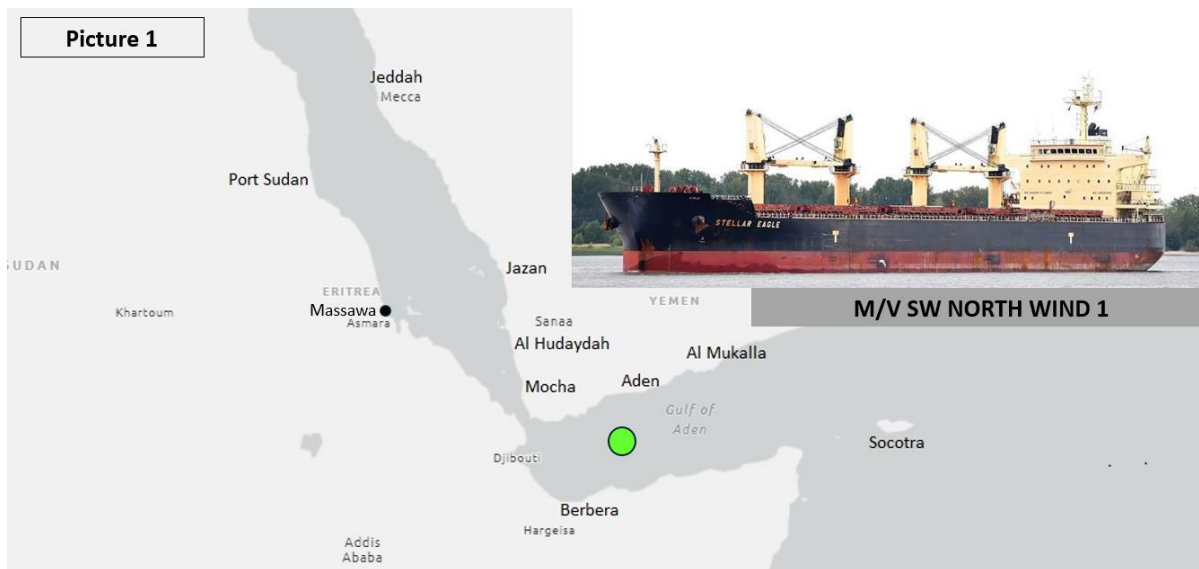 Picture 1
Jeddah
Mecca
Port Sudan
STELLAR EAGLE
SUDAN
Jazan
ERITREA
YEMEN
Khartoum
Massawa
Asmara
Sanaa
M/V SW NORTH WIND 1
Al Hudaydah
Al Mukalla
Mocha
Aden
Gulf of
Aden
Djibouti
Socotra
Berbera
Hargeisa
Addis
Ababa